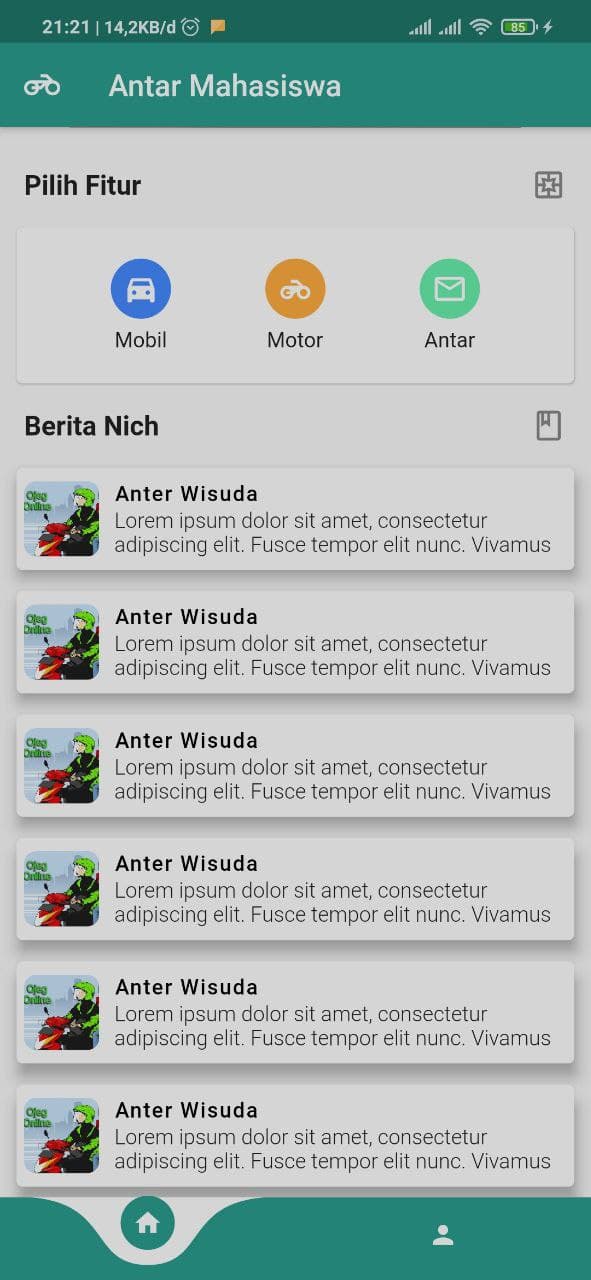 21:21 | 14,2KB/d
85
Antar Mahasiswa
Pilih Fitur
Mobil
Motor
Antar
Berita Nich
Ojeg
Online
Anter Wisuda
Lorem ipsum dolor sit amet, consectetur
adipiscing elit. Fusce tempor elit nunc. Vivamus
Ojeg
Online
Anter Wisuda
Lorem ipsum dolor sit amet, consectetur
adipiscing elit. Fusce tempor elit nunc. Vivamus
Ojeg
Online
Anter Wisuda
Lorem ipsum dolor sit amet, consectetur
adipiscing elit. Fusce tempor elit nunc. Vivamus
Ojeg
Online
Anter Wisuda
Lorem ipsum dolor sit amet, consectetur
adipiscing elit. Fusce tempor elit nunc. Vivamus
Ojeg
Online
Anter Wisuda
Lorem ipsum dolor sit amet, consectetur
adipiscing elit. Fusce tempor elit nunc. Vivamus
Ojeg
Online
Anter Wisuda
Lorem ipsum dolor sit amet, consectetur
adipiscing elit. Fusce tempor elit nunc. Vivamus